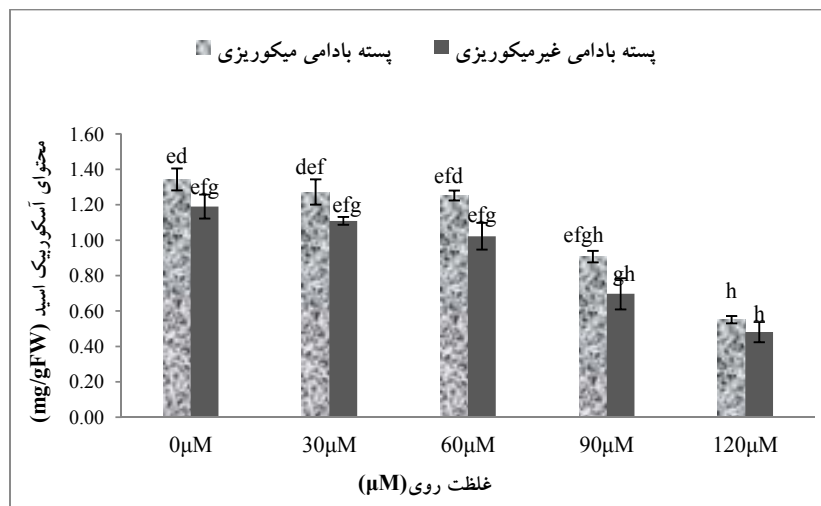 پسته بادامی میکوریزی
پسته بادامی غیرمیکوریزی
محتوای آسکوربیک اسید (mg/gFW)
1.60
1.40
1.20
1.00
0.80
0.60
0.40
0.20
0.00
ed
efg
def
efg
efd
efg
efgh
gh
h
h
0µM
30µM
60µM
90µM
120µM
غلظت روی(µM)